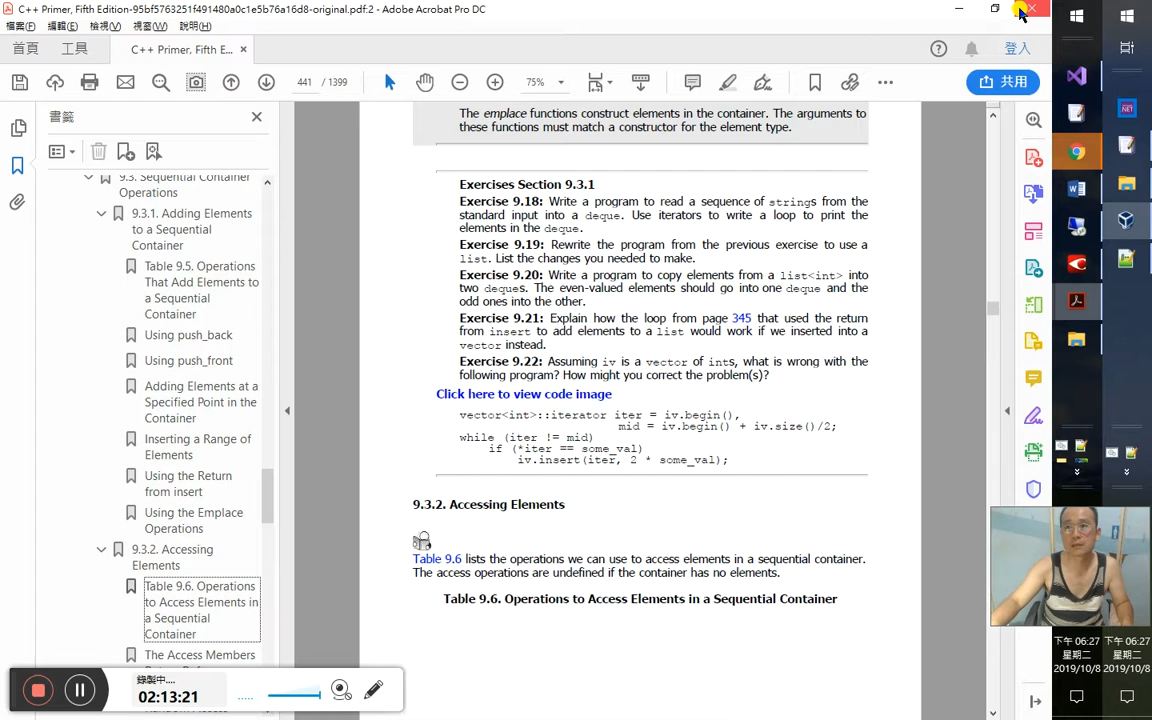 C++ Primer, Fifth Edition-95bf5763251f491480a01c1e5b76a16d8-original.pdf.2 - Adobe Acrobat Pro DC
檔案(F) 編輯(E) 檢視(V) 視窗(W) 說明(H)
首頁 工具 C++ Primer, Fifth E... × 登入
441 / 1399 75% 共用
書籤
9.3. Sequential Container
Operations
9.3.1. Adding Elements
to a Sequential
Container
Table 9.5. Operations
That Add Elements to
a Sequential
Container
Using push_back
Using push_front
Adding Elements at a
Specified Point in the
Container
Inserting a Range of
Elements
Using the Return
from insert
Using the Emplace
Operations
9.3.2. Accessing
Elements
Table 9.6. Operations
to Access Elements in
a Sequential
Container
The Access Members
The emplace functions construct elements in the container. The arguments to
these functions must match a constructor for the element type.
Exercises Section 9.3.1
Exercise 9.18: Write a program to read a sequence of strings from the
standard input into a deque. Use iterators to write a loop to print the
elements in the deque.
Exercise 9.19: Rewrite the program from the previous exercise to use a
list. List the changes you needed to make.
Exercise 9.20: Write a program to copy elements from a list<int> into
two deques. The even-valued elements should go into one deque and the
odd ones into the other.
Exercise 9.21: Explain how the loop from page 345 that used the return
from insert to add elements to a list would work if we inserted into a
vector instead.
Exercise 9.22: Assuming iv is a vector of ints, what is wrong with the
following program? How might you correct the problem(s)?
Click here to view code image
vector<int>::iterator iter = iv.begin(),
mid = iv.begin() + iv.size()/2;
while (iter != mid)
if (*iter == some_val)
iv.insert(iter, 2 * some_val);
9.3.2. Accessing Elements
Table 9.6 lists the operations we can use to access elements in a sequential container.
The access operations are undefined if the container has no elements.
Table 9.6. Operations to Access Elements in a Sequential Container
錄製中....
02:13:21
下午 06:27 下午 06:27
星期二 星期二
2019/10/8 2019/10/8